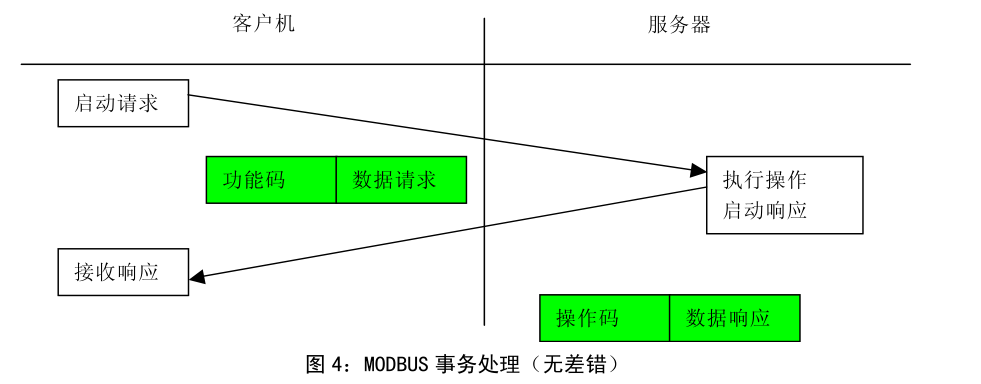 客户机
服务器
启动请求
功能码
数据请求
执行操作
启动响应
接收响应
操作码
数据响应
图 4: MODBUS 事务处理（无差错）